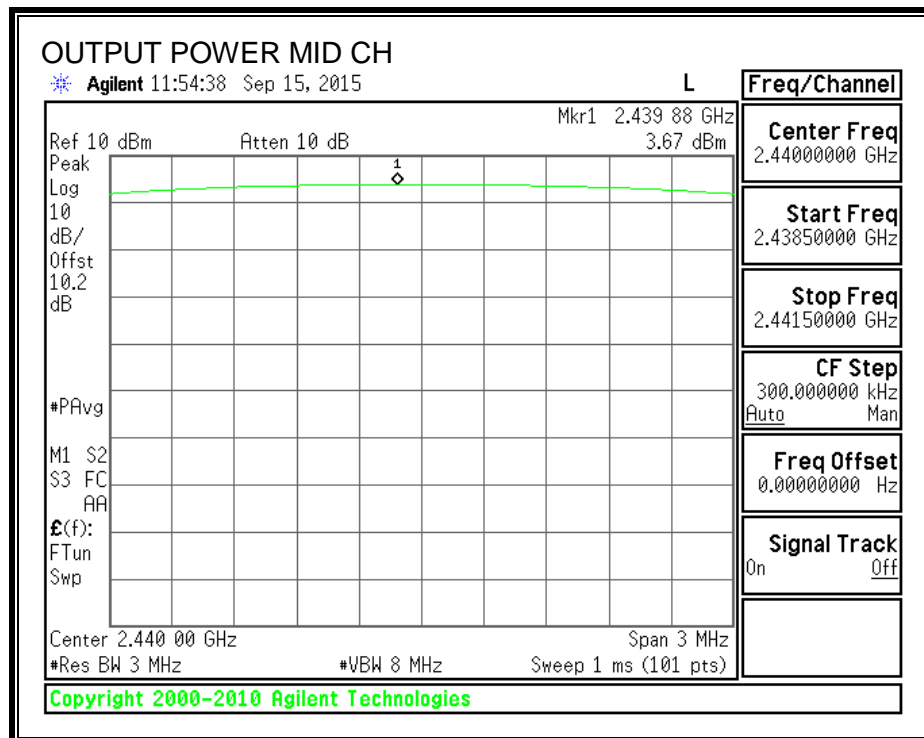 OUTPUT POWER MID CH
Agilent 11:54:38 Sep 15, 2015 L
Freq/Channel
Mkr1 2.439 88 GHz
Ref 10 dBm Atten 10 dB 3.67 dBm
Peak
Log
10
dB/
Offst
10.2
dB
1
#PAvg
M1 S2
S3 FC
AA
£(f):
FTun
Swp
Center 2.440 00 GHz Span 3 MHz
#Res BW 3 MHz #VBW 8 MHz Sweep 1 ms (101 pts)
Center Freq
2.44000000 GHz
Start Freq
2.43850000 GHz
Stop Freq
2.44150000 GHz
CF Step
300.000000 kHz
Auto Man
Freq Offset
0.00000000 Hz
Signal Track
On Off
Copyright 2000-2010 Agilent Technologies